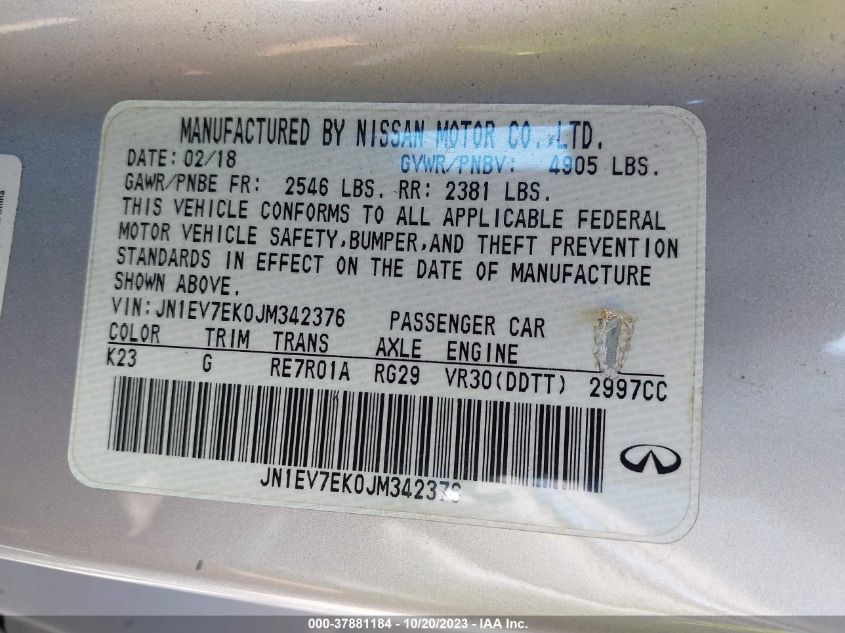 MANUFACTURED BY NISSAN MOTOR CO.,LTD.
DATE: 02/18 GVWR/PNBV: 4905 LBS.
GAWR/PNBE FR: 2546 LBS. RR: 2381 LBS.
THIS VEHICLE CONFORMS TO ALL APPLICABLE FEDERAL
MOTOR VEHICLE SAFETY,BUMPER,AND THEFT PREVENTION
STANDARDS IN EFFECT ON THE DATE OF MANUFACTURE
SHOWN ABOVE.
VIN:JN1EV7EK0JM342376 PASSENGER CAR
COLOR TRIM TRANS AXLE ENGINE
K23 G RE7R01A RG29 VR30(DDTT) 2997CC
JN1EV7EK0JM342376
000-37881184 - 10/20/2023 - IAAI.com